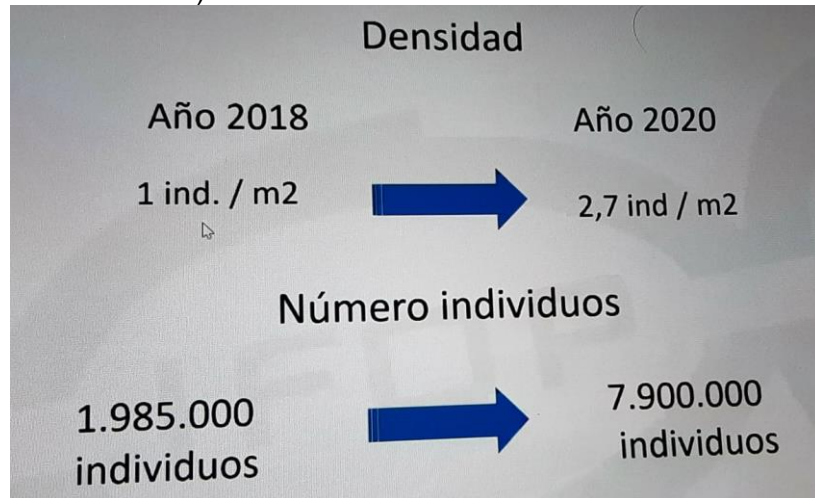 Densidad
Año 2018
Año 2020
1 ind. / m2
2,7 ind / m2
Número individuos
1.985.000
individuos
7.900.000
individuos